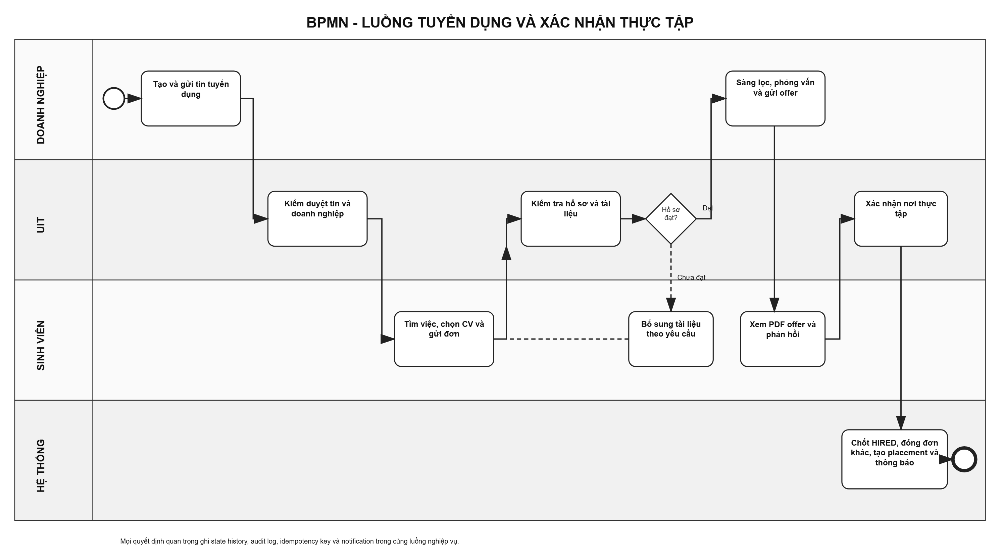 BPMN - LUỒNG TUYỂN DỤNG VÀ XÁC NHẬN THỰC TẬP
DOANH NGHIỆP
Tạo và gửi tin tuyển
dụng
Sàng lọc, phỏng vấn
và gửi offer
UIT
Kiểm duyệt tin và
doanh nghiệp
Kiểm tra hồ sơ và tài
liệu
Hồ sơ
đạt?
Đạt
Chưa đạt
Xác nhận nơi thực
tập
SINH VIÊN
Tìm việc, chọn CV và
gửi đơn
Bổ sung tài liệu
theo yêu cầu
Xem PDF offer và
phản hồi
HỆ THỐNG
Chốt HIRED, đóng đơn
khác, tạo placement và
thông báo
Mọi quyết định quan trọng ghi state history, audit log, idempotency key và notification trong cùng luồng nghiệp vụ.